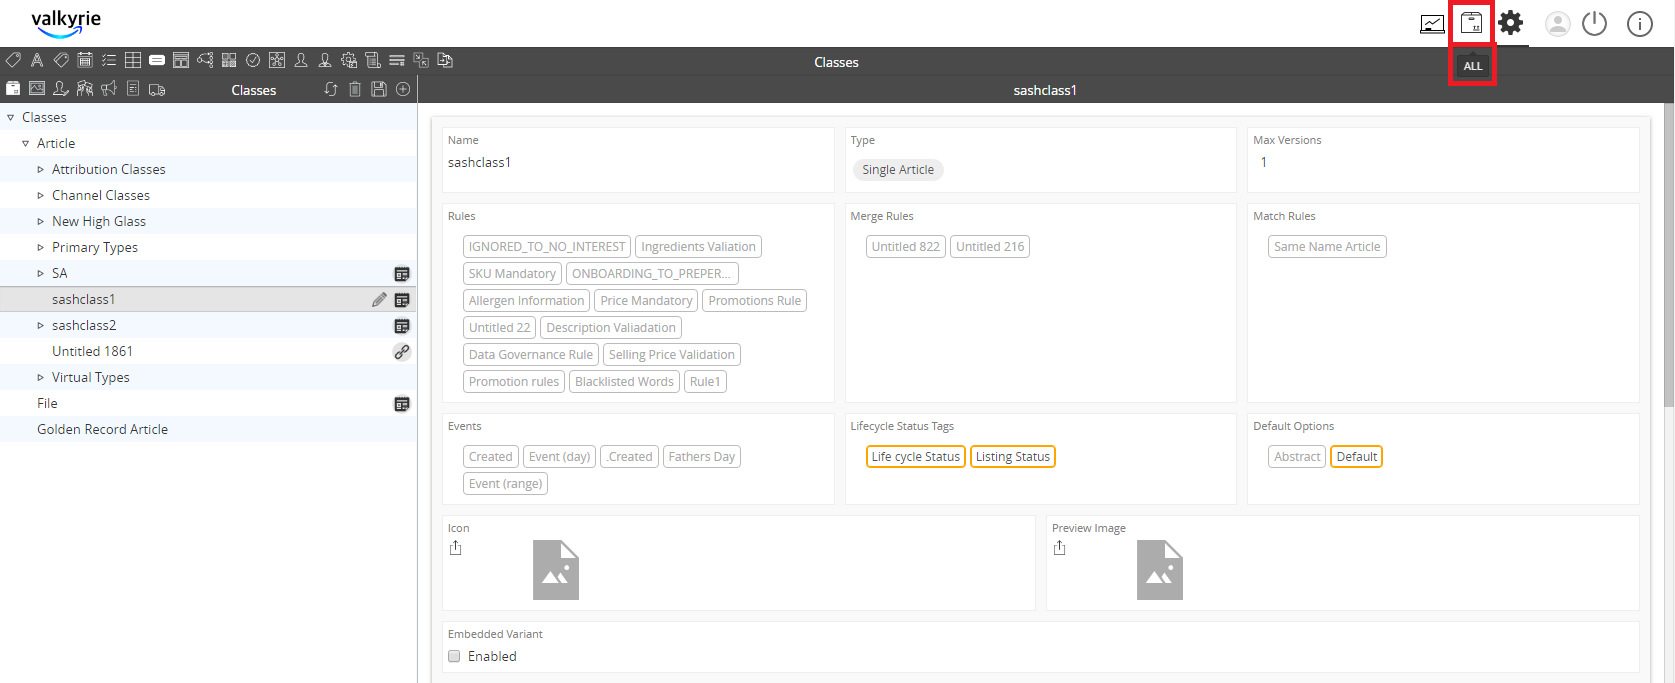 valkyrie
Classes
ALL
Classes
sashclass1
Classes
Article
Attribution Classes
Channel Classes
New High Glass
Primary Types
SA
sashclass1
sashclass2
Untitled 1861
Virtual Types
File
Golden Record Article
Name
sashclass1
Type
Single Article
Max Versions
1
Rules
IGNORED_TO_NO_INTEREST Ingredients Valiation
SKU Mandatory ONBOARDING_TO_PREPER...
Allergen Information Price Mandatory Promotions Rule
Untitled 22 Description Valiadation
Data Governance Rule Selling Price Validation
Promotion rules Blacklisted Words Rule1
Merge Rules
Untitled 822 Untitled 216
Match Rules
Same Name Article
Events
Created Event (day) .Created Fathers Day
Event (range)
Lifecycle Status Tags
Life cycle Status Listing Status
Default Options
Abstract Default
Icon
Preview Image
Embedded Variant
Enabled